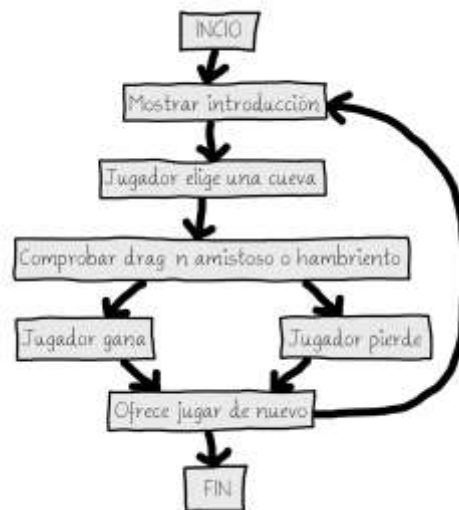 INCIO
Mostrar introducción
Jugador elige una cueva
Comprobar drag n amistoso o hambriento
Jugador gana
Jugador pierde
Ofrece jugar de nuevo
FIN